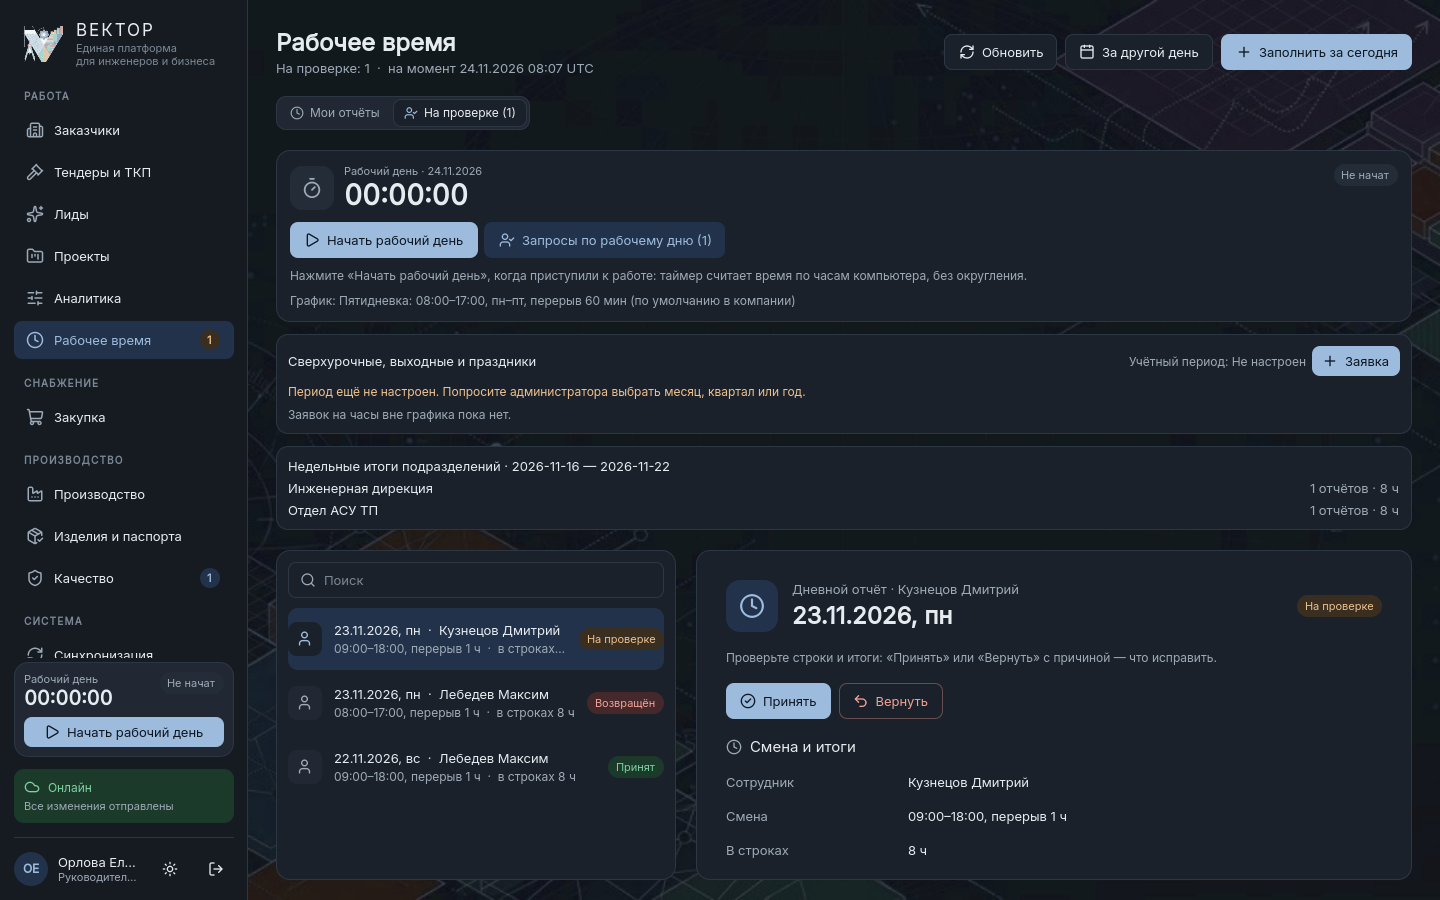 ВЕКТОР
Единая платформа
для инженеров и бизнеса
РАБОТА
Заказчики
Тендеры и ТКП
Лиды
Проекты
Аналитика
Рабочее время 1
СНАБЖЕНИЕ
Закупка
ПРОИЗВОДСТВО
Производство
Изделия и паспорта
Качество 1
СИСТЕМА
Синхронизация
Рабочий день
Не начат
00:00:00
Начать рабочий день
Онлайн
Все изменения отправлены
ОЕ
Орлова Ел...
Руководител...
Рабочее время
На проверке: 1 · на момент 24.11.2026 08:07 UTC
Обновить
За другой день
Заполнить за сегодня
Мои отчёты
На проверке (1)
Рабочий день · 24.11.2026
00:00:00
Не начат
Начать рабочий день
Запросы по рабочему дню (1)
Нажмите «Начать рабочий день», когда приступили к работе: таймер считает время по часам компьютера, без округления.
График: Пятидневка: 08:00–17:00, пн–пт, перерыв 60 мин (по умолчанию в компании)
Сверхурочные, выходные и праздники
Учётный период: Не настроен
Заявка
Период ещё не настроен. Попросите администратора выбрать месяц, квартал или год.
Заявок на часы вне графика пока нет.
Недельные итоги подразделений · 2026-11-16 — 2026-11-22
Инженерная дирекция 1 отчётов · 8 ч
Отдел АСУ ТП 1 отчётов · 8 ч
Поиск
23.11.2026, пн · Кузнецов Дмитрий
09:00–18:00, перерыв 1 ч · в строках...
На проверке
23.11.2026, пн · Лебедев Максим
08:00–17:00, перерыв 1 ч · в строках 8 ч
Возвращён
22.11.2026, вс · Лебедев Максим
09:00–18:00, перерыв 1 ч · в строках 8 ч
Принят
Дневной отчёт · Кузнецов Дмитрий
23.11.2026, пн
На проверке
Проверьте строки и итоги: «Принять» или «Вернуть» с причиной — что исправить.
Принять
Вернуть
Смена и итоги
Сотрудник Кузнецов Дмитрий
Смена 09:00–18:00, перерыв 1 ч
В строках 8 ч